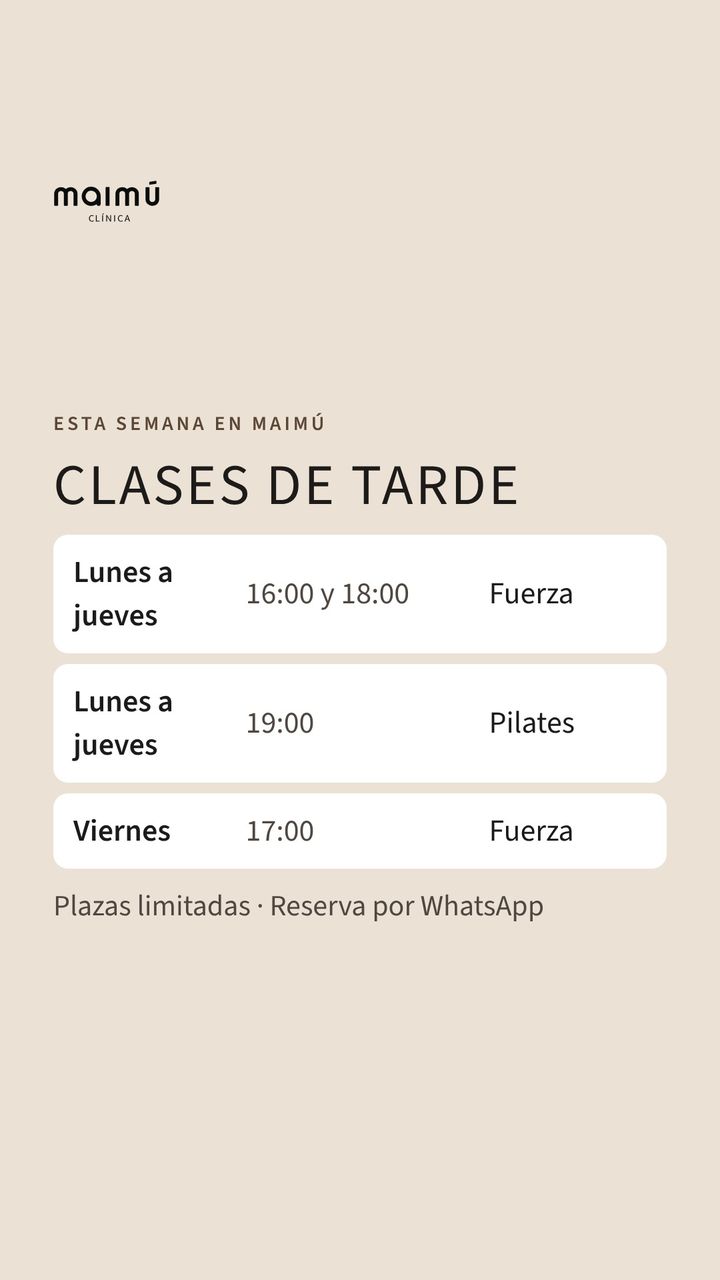 maimú
CLÍNICA
ESTA SEMANA EN MAIMÚ
CLASES DE TARDE
Lunes a
jueves
16:00 y 18:00
Fuerza
Lunes a
jueves
19:00
Pilates
Viernes
17:00
Fuerza
Plazas limitadas · Reserva por WhatsApp